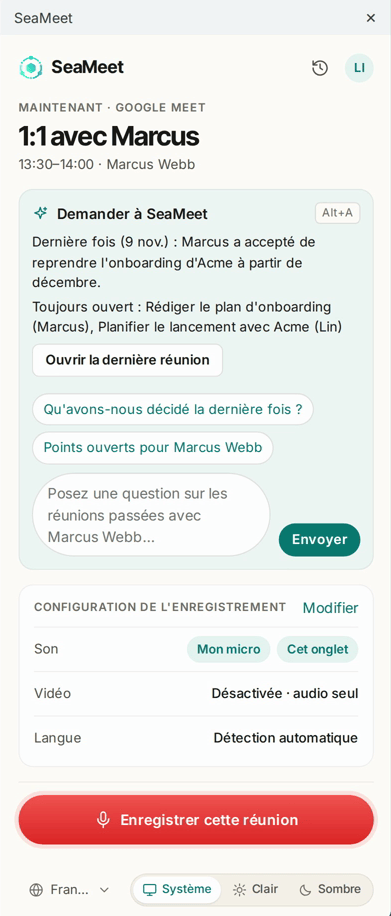 SeaMeet
SeaMeet
LI
MAINTENANT · GOOGLE MEET
1:1 avec Marcus
13:30–14:00 · Marcus Webb
Demander à SeaMeet
Alt+A
Dernière fois (9 nov.) : Marcus a accepté de
reprendre l'onboarding d'Acme à partir de
décembre.
Toujours ouvert : Rédiger le plan d'onboarding
(Marcus), Planifier le lancement avec Acme (Lin)
Ouvrir la dernière réunion
Qu'avons-nous décidé la dernière fois ?
Points ouverts pour Marcus Webb
Posez une question sur les
réunions passées avec
Marcus Webb...
Envoyer
CONFIGURATION DE L'ENREGISTREMENT
Modifier
Son
Mon micro
Cet onglet
Vidéo
Désactivée · audio seul
Langue
Détection automatique
Enregistrer cette réunion
Fran...
Système
Clair
Sombre